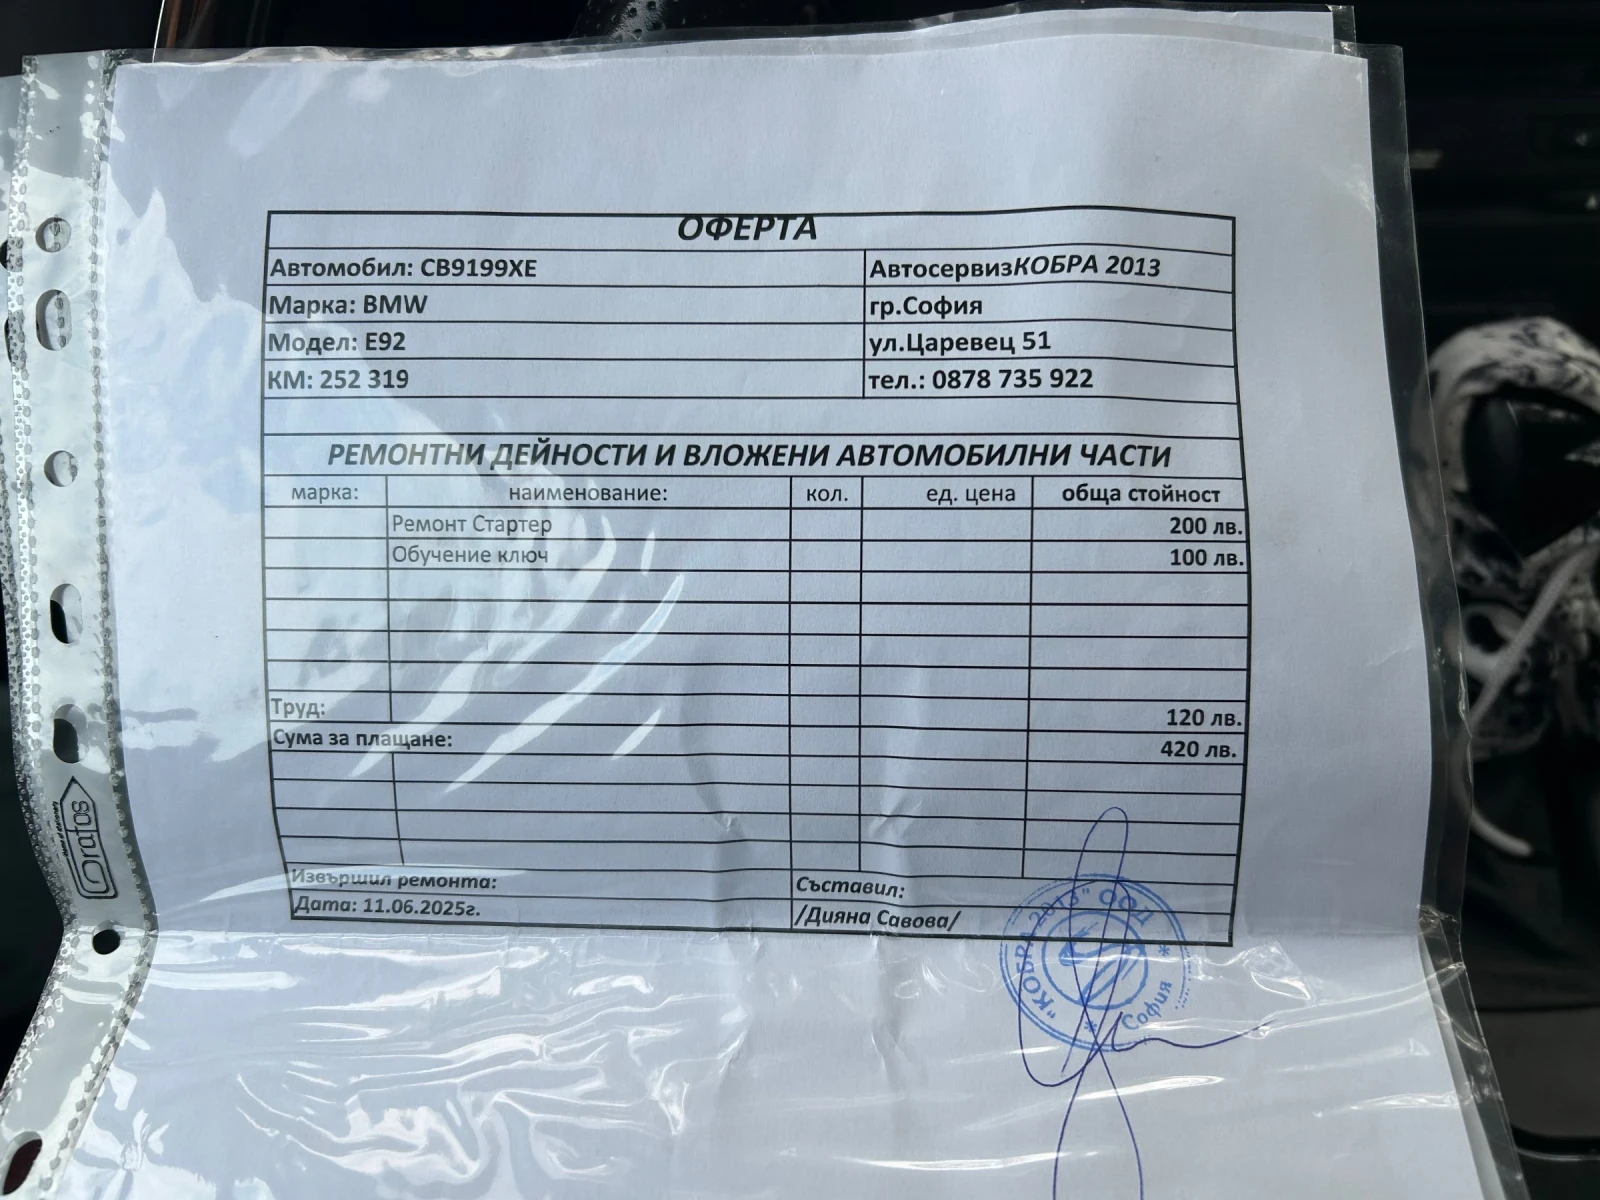 ОФЕРТА
Автомобил: СВ9199ХЕ
АвтосервизКОБРА 2013
Марка: BMW
гр.София
Модел: Е92
ул.Царевец 51
КМ: 252 319
тел.: 0878 735 922
РЕМОНТНИ ДЕЙНОСТИ И ВЛОЖЕНИ АВТОМОБИЛНИ ЧАСТИ
марка: наименование: кол. ед. цена обща стойност
Ремонт Стартер 200 лв.
Обучение ключ 100 лв.
Труд: 120 лв.
Сума за плащане: 420 лв.
Извършил ремонта:
Съставил:
Дата: 11.06.2025г.
/Дияна Савова/
"КОБРА 2013" ООД
* София *
Grafos